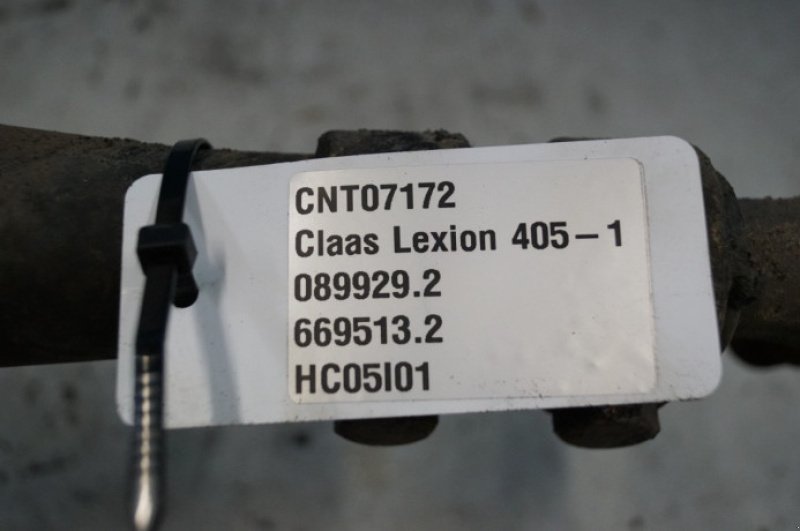 CNT07172
Claas Lexion 405-1
089929.2
669513.2
HC05I01